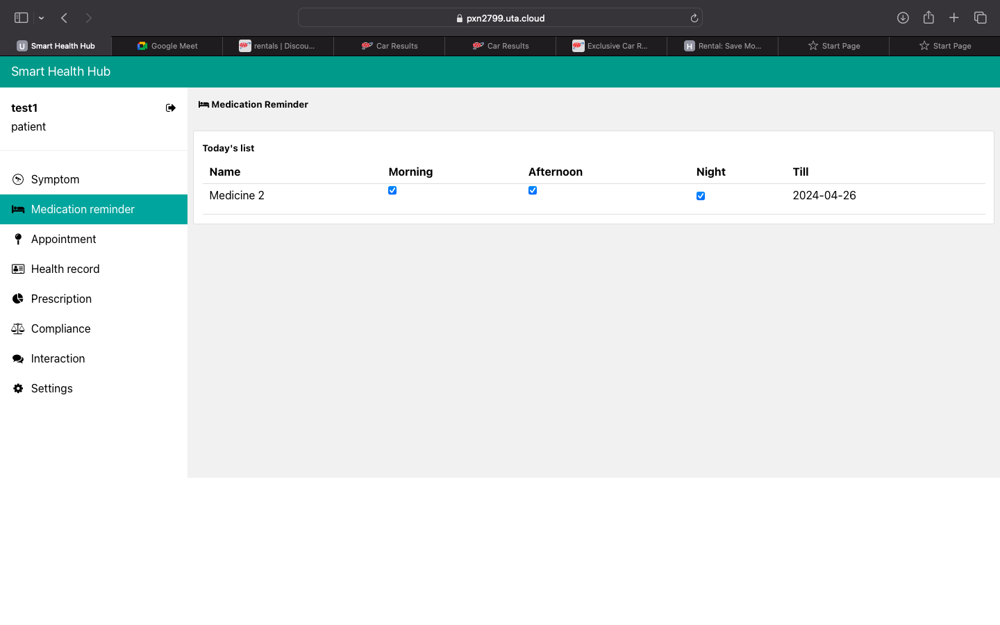 pxn2799.uta.cloud
U Smart Health Hub
Google Meet
rentals | Discou...
Car Results
Car Results
Exclusive Car R...
H Rental: Save Mo...
Start Page
Start Page
Smart Health Hub
test1
patient
Symptom
Medication reminder
Appointment
Health record
Prescription
Compliance
Interaction
Settings
Medication Reminder
Today's list
Name Morning Afternoon Night Till
Medicine 2 2024-04-26